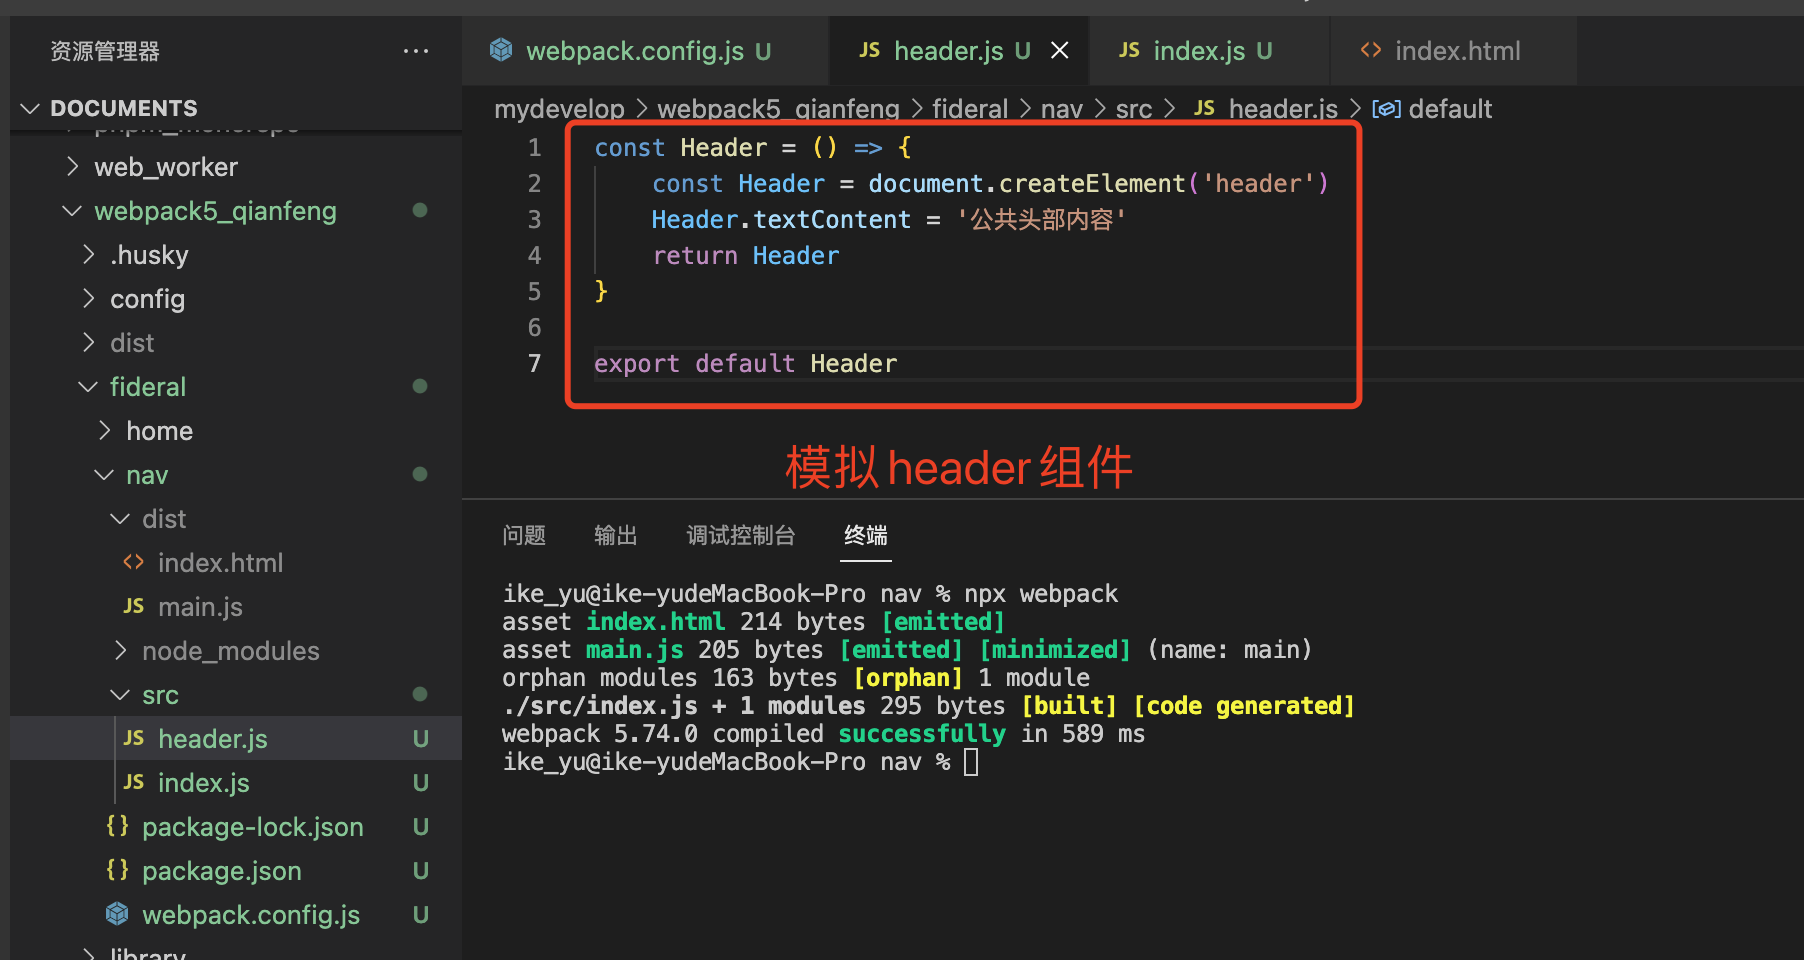 资源管理器 ···
DOCUMENTS
web_worker
webpack5_qianfeng
.husky
config
dist
fideral
home
nav
dist
index.html
main.js
node_modules
src
header.js U
index.js U
package-lock.json U
package.json U
webpack.config.js U
library
webpack.config.js U
JS header.js U
JS index.js U
<> index.html
mydevelop > webpack5_qianfeng > fideral > nav > src > JS header.js > default
1 const Header = () => {
2 const Header = document.createElement('header')
3 Header.textContent = '公共头部内容'
4 return Header
5 }
6
7 export default Header
模拟header组件
问题 输出 调试控制台 终端
ike_yu@ike-yudeMacBook-Pro nav % npx webpack
asset index.html 214 bytes [emitted]
asset main.js 205 bytes [emitted] [minimized] (name: main)
orphan modules 163 bytes [orphan] 1 module
./src/index.js + 1 modules 295 bytes [built] [code generated]
webpack 5.74.0 compiled successfully in 589 ms
ike_yu@ike-yudeMacBook-Pro nav %